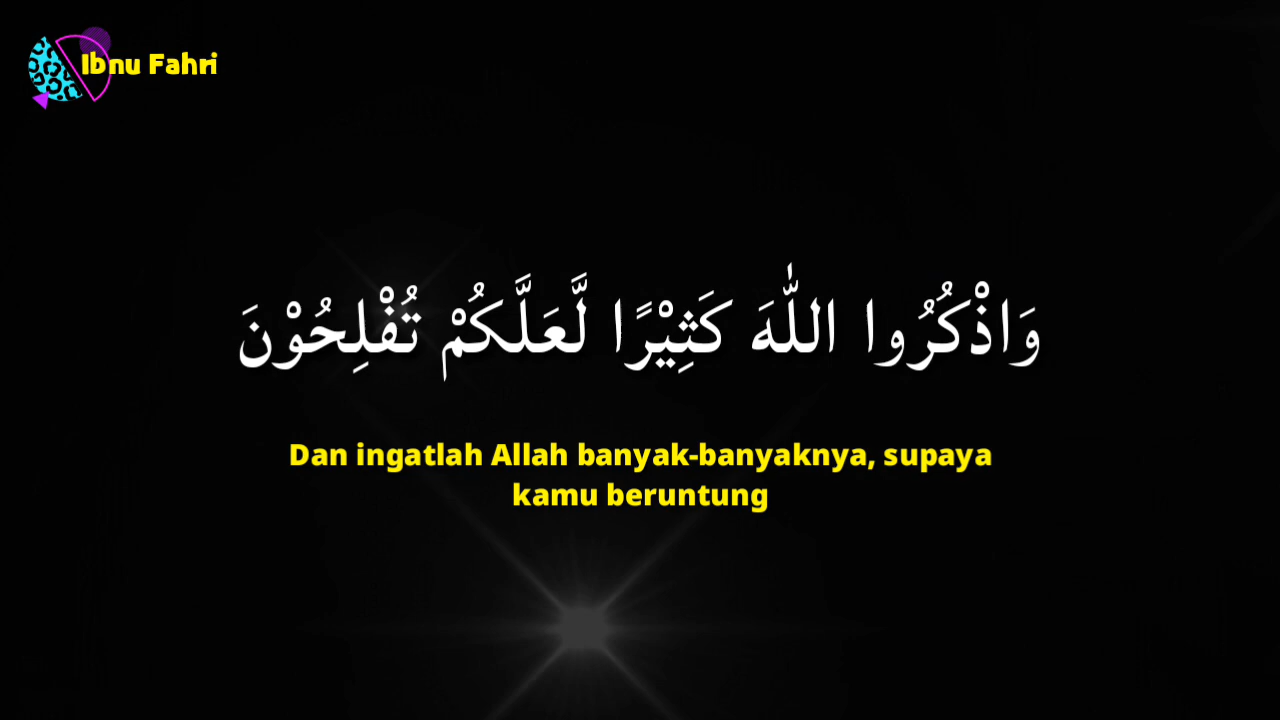 Ibnu Fahri
وَاذْكُرُوا اللّٰهَ كَثِيْرًا لَّعَلَّكُمْ تُفْلِحُوْنَ
Dan ingatlah Allah banyak-banyaknya, supaya
kamu beruntung